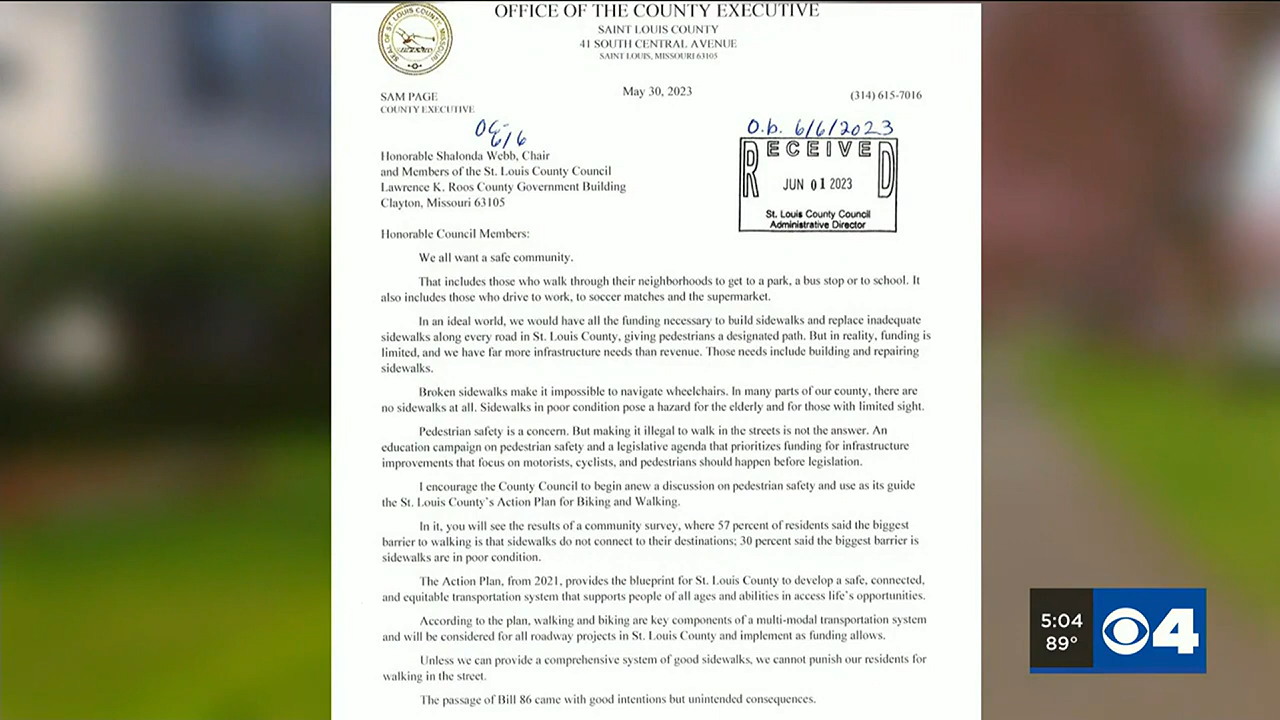 OFFICE OF THE COUNTY EXECUTIVE
SAINT LOUIS COUNTY
41 SOUTH CENTRAL AVENUE
SAINT LOUIS, MISSOURI 63105
SEAL OF ST. LOUIS COUNTY, MISSOURI
May 30, 2023
SAM PAGE
COUNTY EXECUTIVE
(314) 615-7016
6/6
O.b. 6/6/2023
RECEIVED
JUN 01 2023
St. Louis County Council
Administrative Director
Honorable Shalonda Webb, Chair
and Members of the St. Louis County Council
Lawrence K. Roos County Government Building
Clayton, Missouri 63105
Honorable Council Members:
We all want a safe community.
That includes those who walk through their neighborhoods to get to a park, a bus stop or to school. It
also includes those who drive to work, to soccer matches and the supermarket.
In an ideal world, we would have all the funding necessary to build sidewalks and replace inadequate
sidewalks along every road in St. Louis County, giving pedestrians a designated path. But in reality, funding is
limited, and we have far more infrastructure needs than revenue. Those needs include building and repairing
sidewalks.
Broken sidewalks make it impossible to navigate wheelchairs. In many parts of our county, there are
no sidewalks at all. Sidewalks in poor condition pose a hazard for the elderly and for those with limited sight.
Pedestrian safety is a concern. But making it illegal to walk in the streets is not the answer. An
education campaign on pedestrian safety and a legislative agenda that prioritizes funding for infrastructure
improvements that focus on motorists, cyclists, and pedestrians should happen before legislation.
I encourage the County Council to begin anew a discussion on pedestrian safety and use as its guide
the St. Louis County's Action Plan for Biking and Walking.
In it, you will see the results of a community survey, where 57 percent of residents said the biggest
barrier to walking is that sidewalks do not connect to their destinations; 30 percent said the biggest barrier is
sidewalks are in poor condition.
The Action Plan, from 2021, provides the blueprint for St. Louis County to develop a safe, connected,
and equitable transportation system that supports people of all ages and abilities in access life's opportunities.
According to the plan, walking and biking are key components of a multi-modal transportation system
and will be considered for all roadway projects in St. Louis County and implement as funding allows.
Unless we can provide a comprehensive system of good sidewalks, we cannot punish our residents for
walking in the street.
The passage of Bill 86 came with good intentions but unintended consequences.
5:04
89°
4